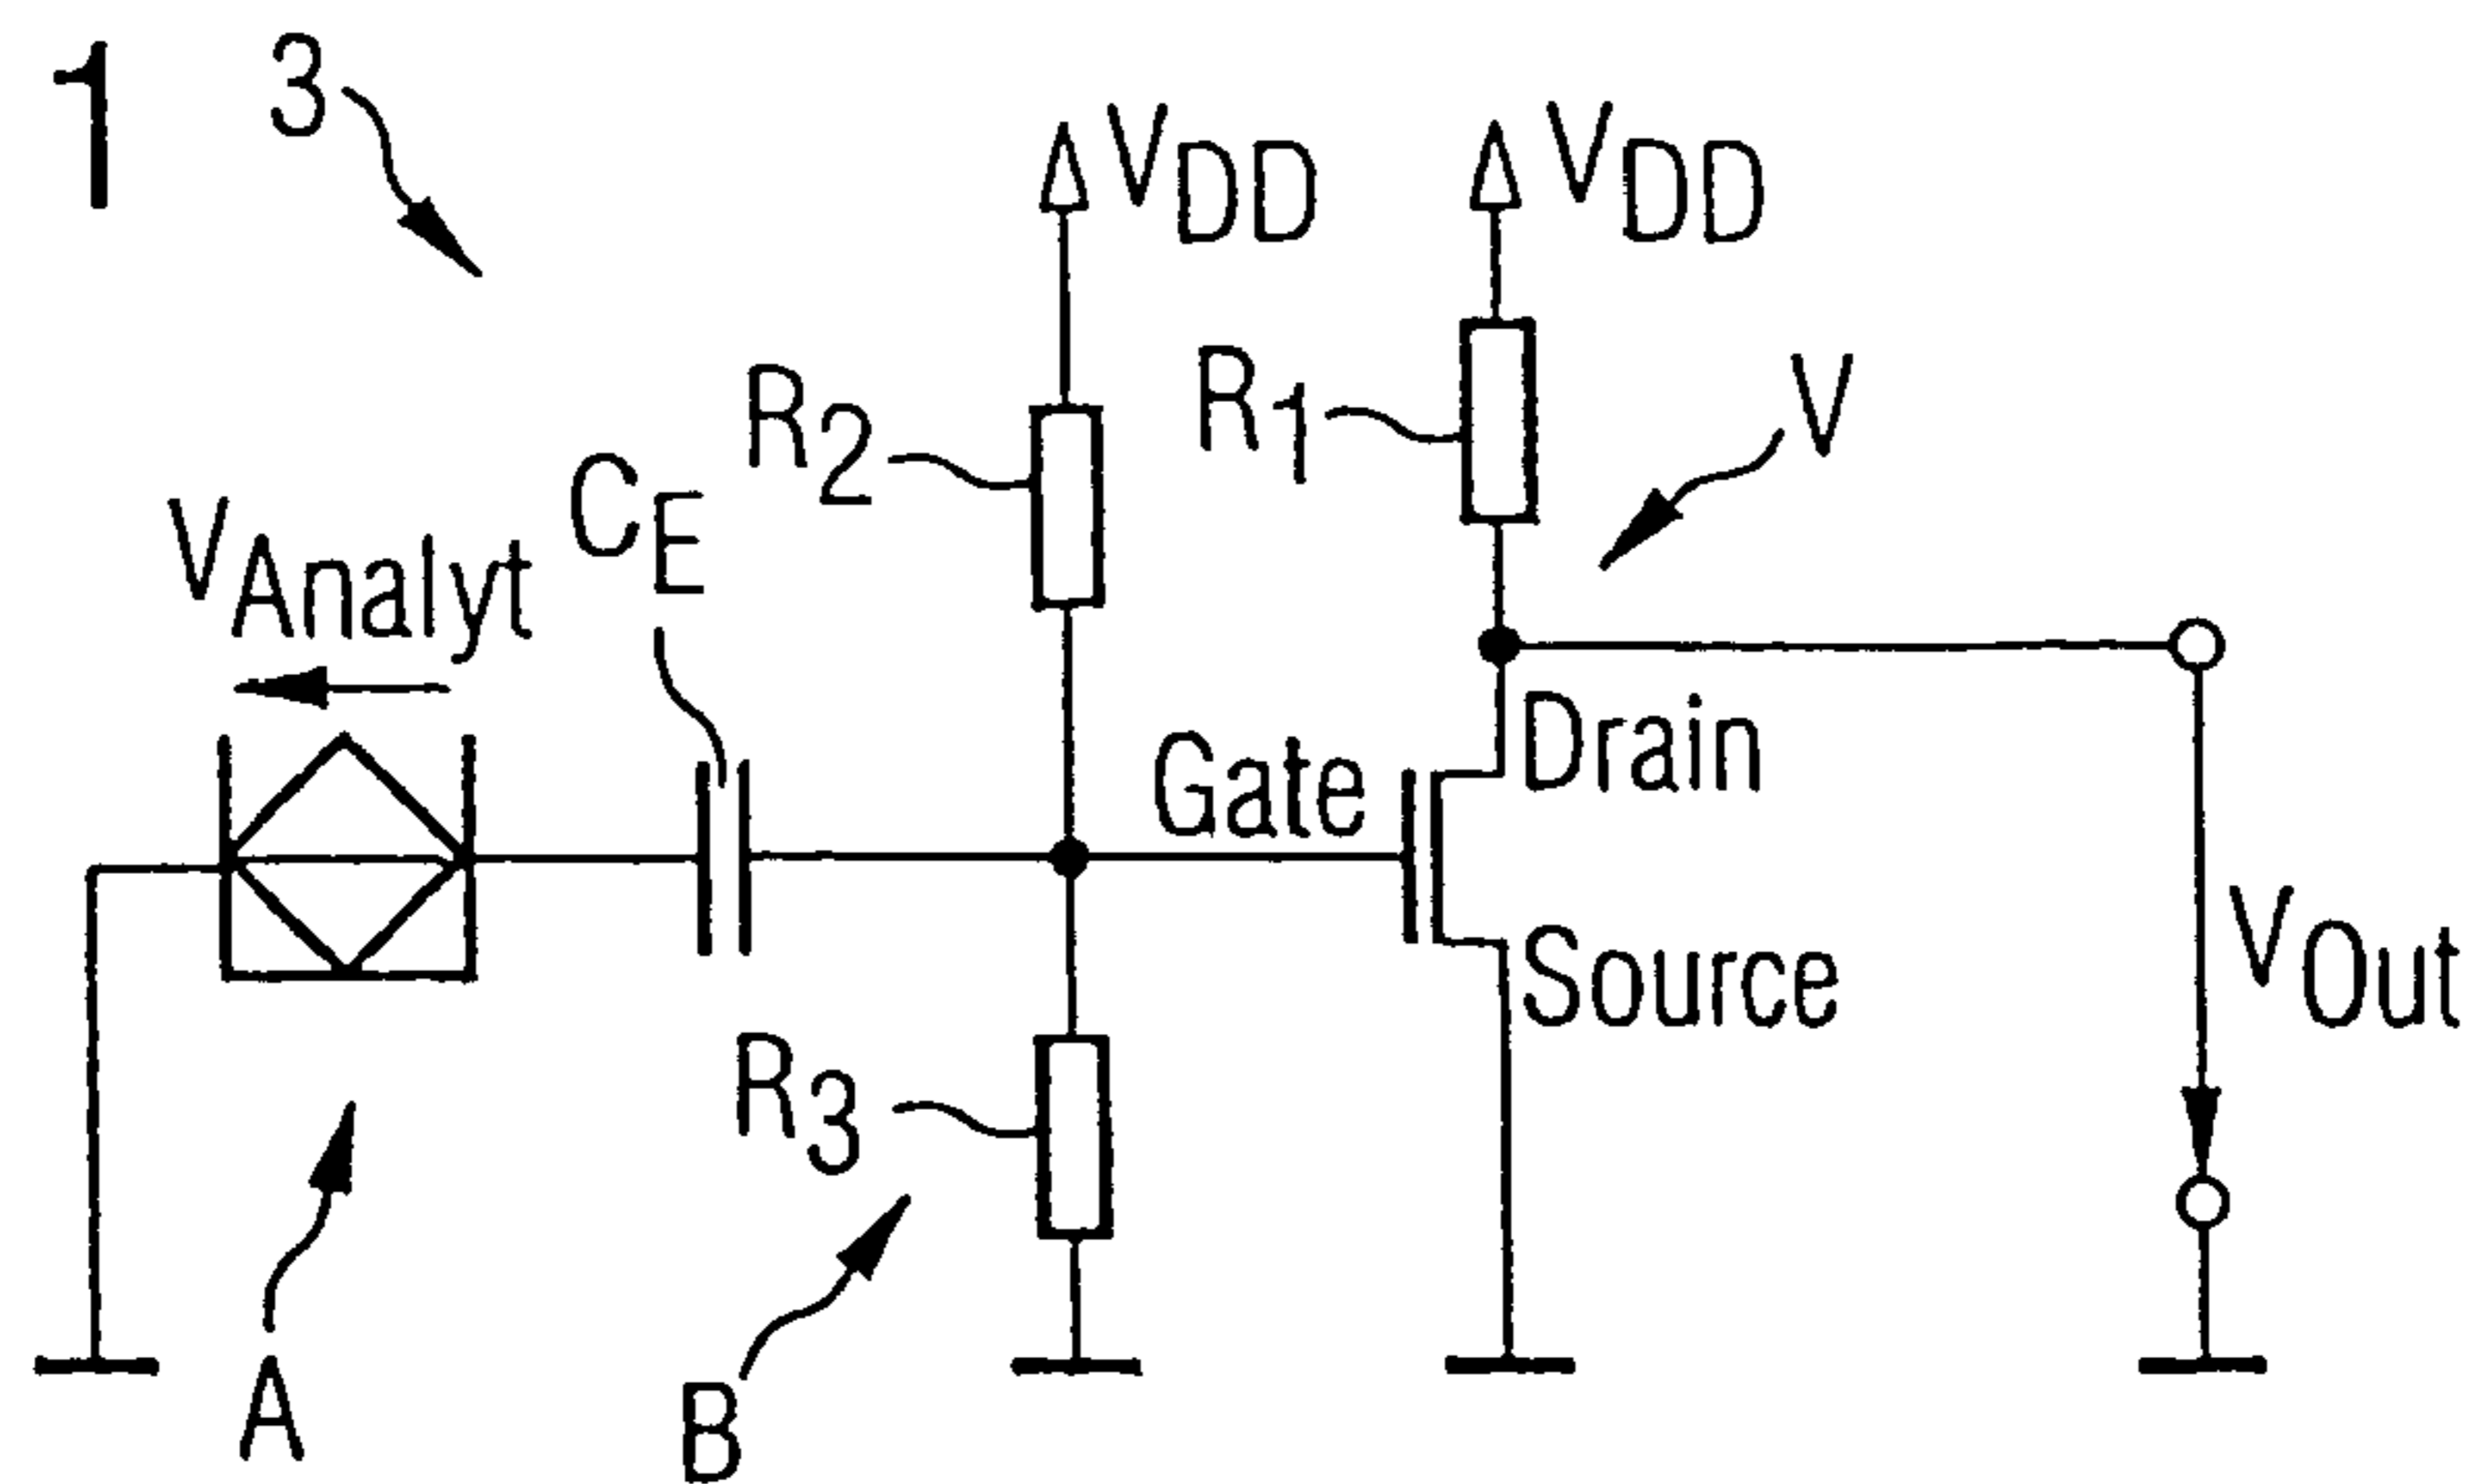 1
3
VDD
VDD
R2
R1
V
CE
VAnalyt
Gate
Drain
Source
VOut
R3
A
B